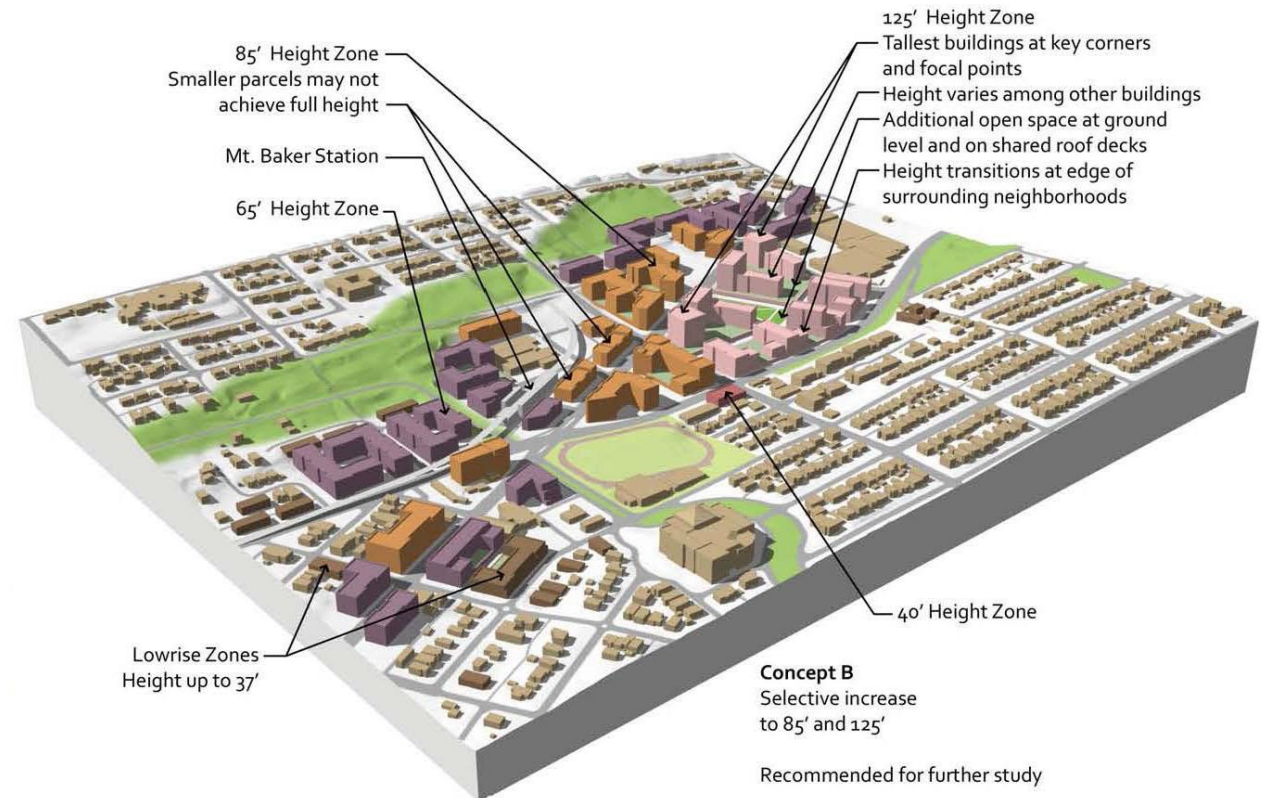 85' Height Zone
Smaller parcels may not
achieve full height
Mt. Baker Station
65' Height Zone
125' Height Zone
Tallest buildings at key corners
and focal points
Height varies among other buildings
Additional open space at ground
level and on shared roof decks
Height transitions at edge of
surrounding neighborhoods
40' Height Zone
Lowrise Zones
Height up to 37'
Concept B
Selective increase
to 85' and 125'
Recommended for further study